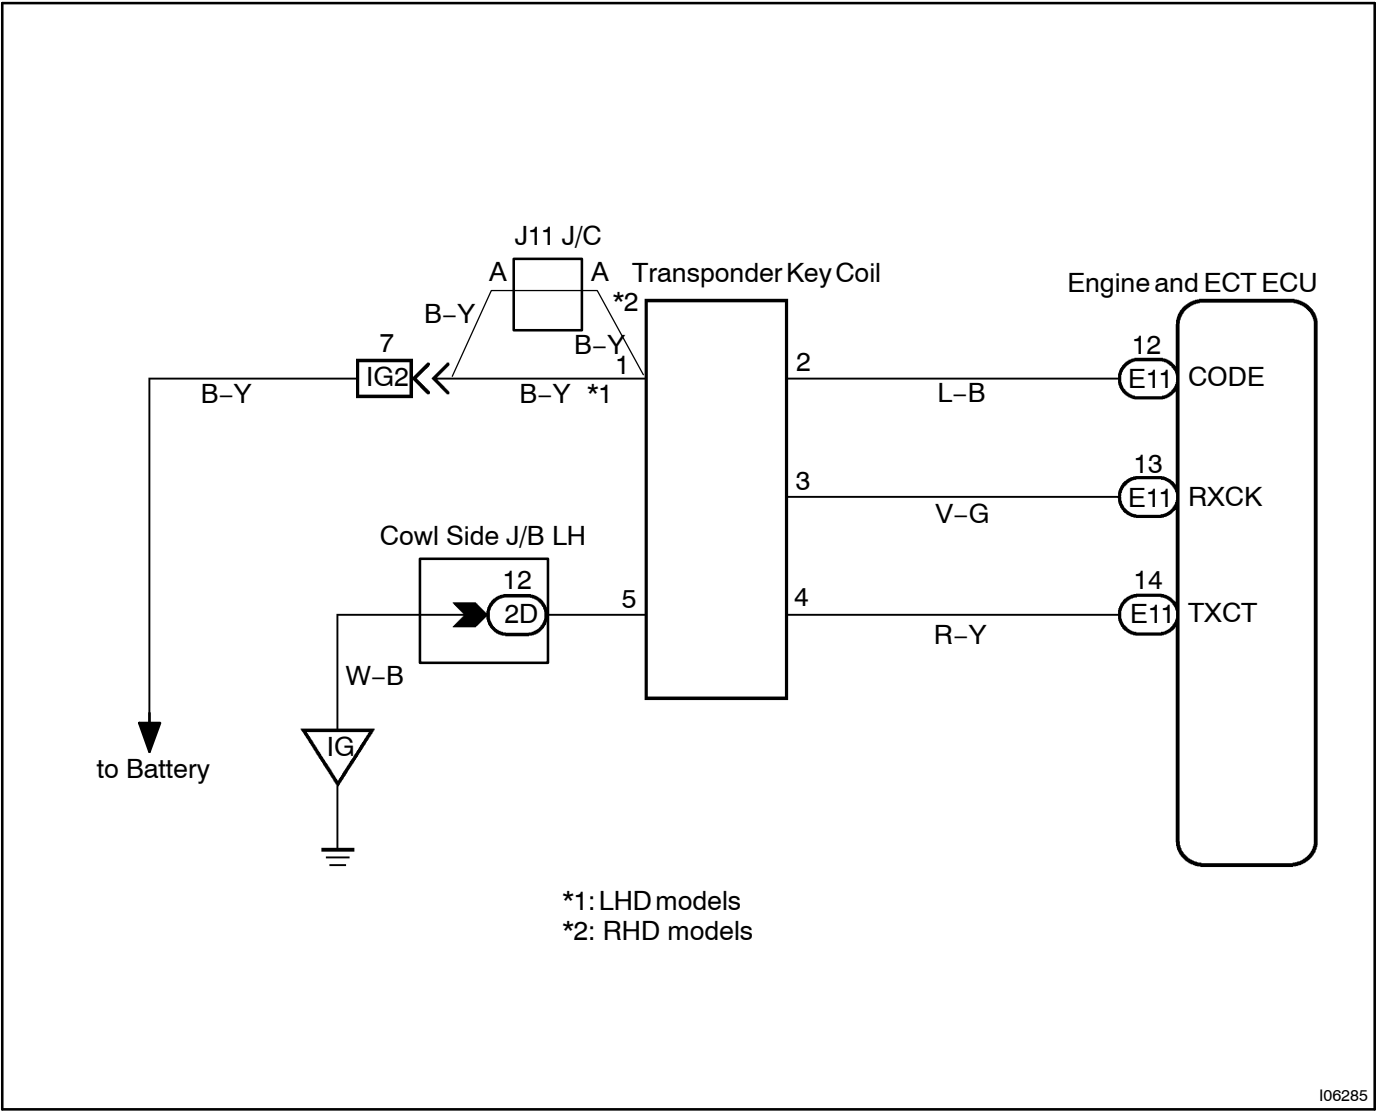 J11 J/C
A
A
Transponder Key Coil
Engine and ECT ECU
*2
B–Y
B–Y
7
IG2
1
2
12
E11
CODE
B–Y
B–Y *1
L–B
3
13
E11
RXCK
V–G
Cowl Side J/B LH
12
2D
5
4
14
E11
TXCT
R–Y
W–B
IG
to Battery
*1: LHD models
*2: RHD models
I06285